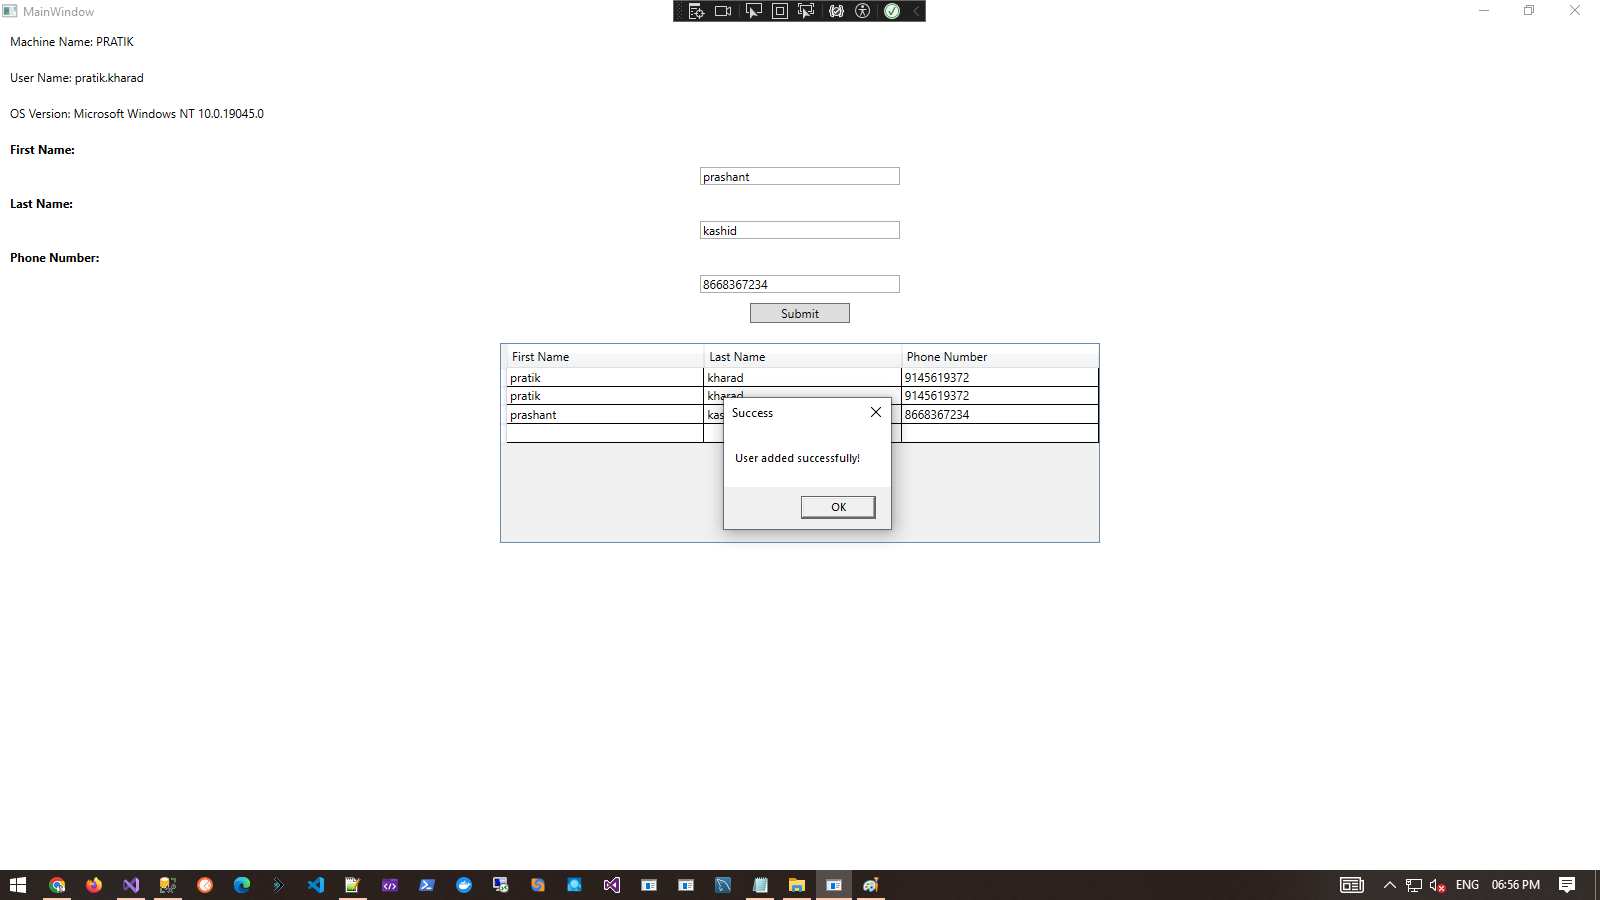 MainWindow
Machine Name: PRATIK
User Name: pratik.kharad
OS Version: Microsoft Windows NT 10.0.19045.0
First Name:
prashant
Last Name:
kashid
Phone Number:
8668367234
Submit
First Name Last Name Phone Number
pratik kharad 9145619372
pratik kharad 9145619372
prashant kas 8668367234
Success
User added successfully!
OK
ENG 06:56 PM